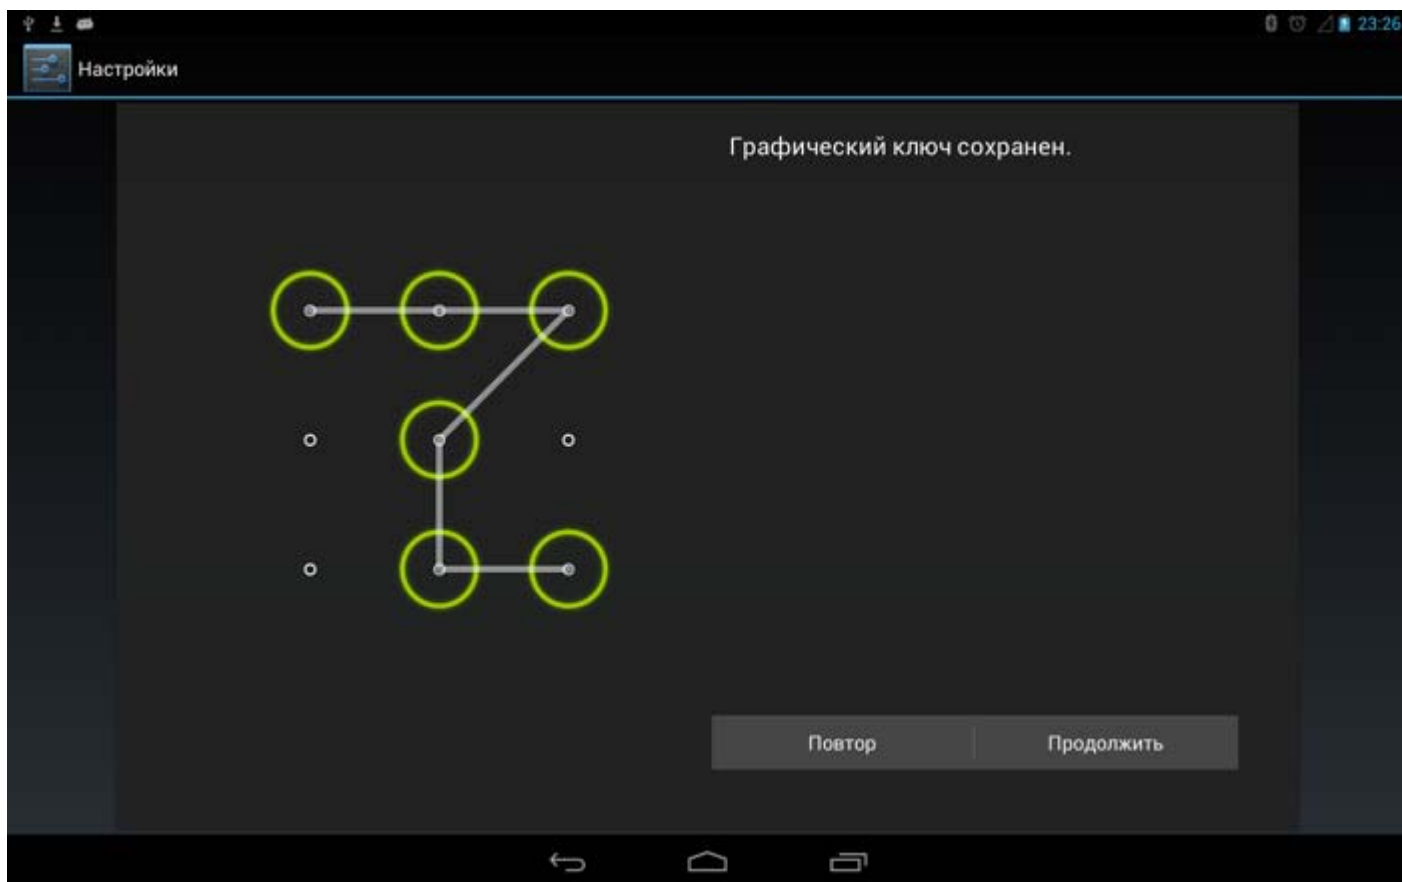 23:26
Настройки
Графический ключ сохранен.
Повтор
Продолжить